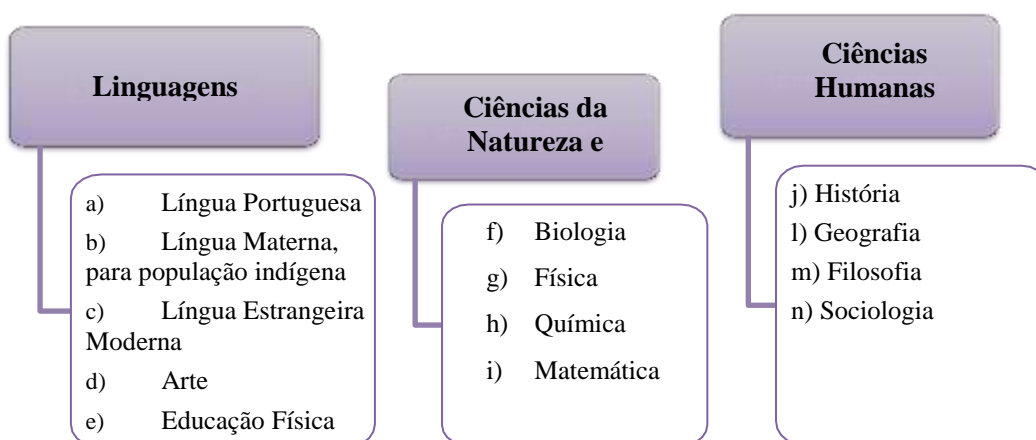 Linguagens
a) Língua Portuguesa
b) Língua Materna,
para população indígena
c) Língua Estrangeira
Moderna
d) Arte
e) Educação Física
Ciências da
Natureza e
f) Biologia
g) Física
h) Química
i) Matemática
Ciências
Humanas
j) História
l) Geografia
m) Filosofia
n) Sociologia